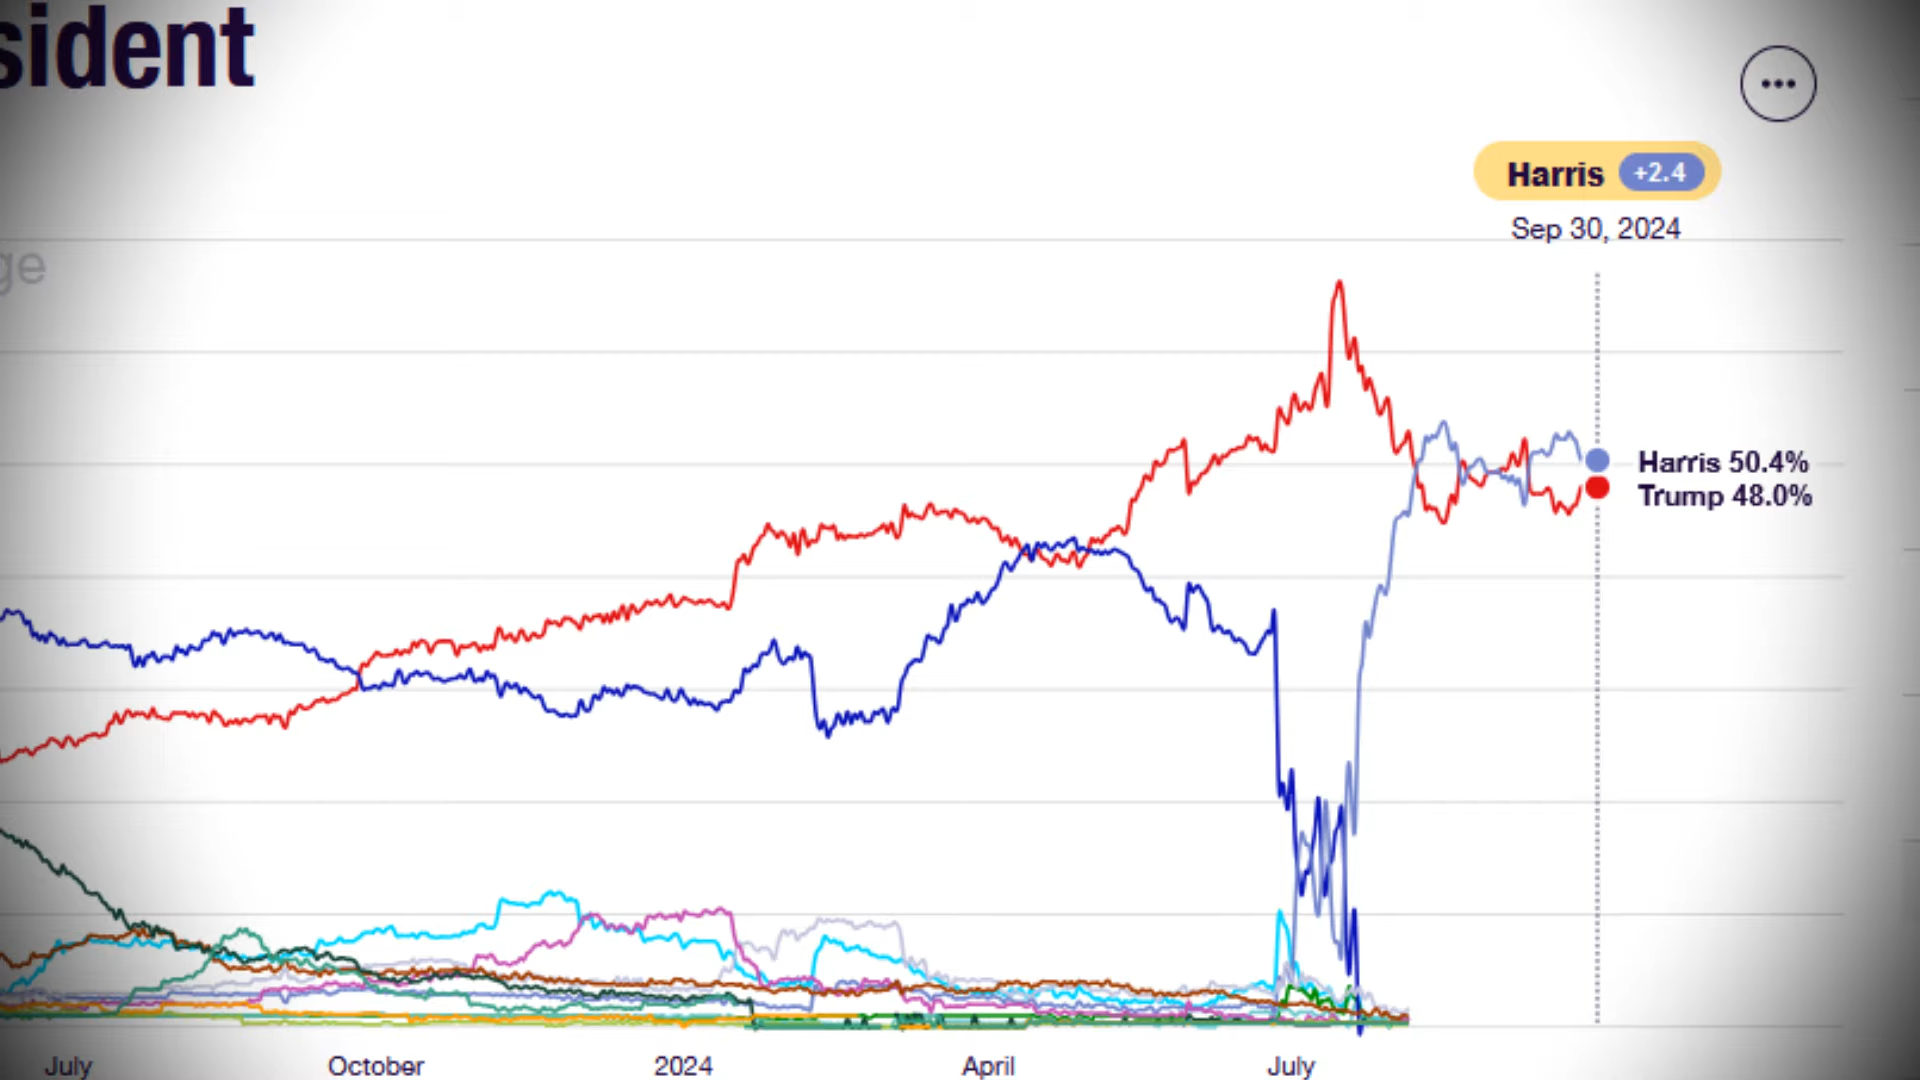 sident
Harris +2.4
Sep 30, 2024
ge
Harris 50.4%
Trump 48.0%
July October 2024 April July